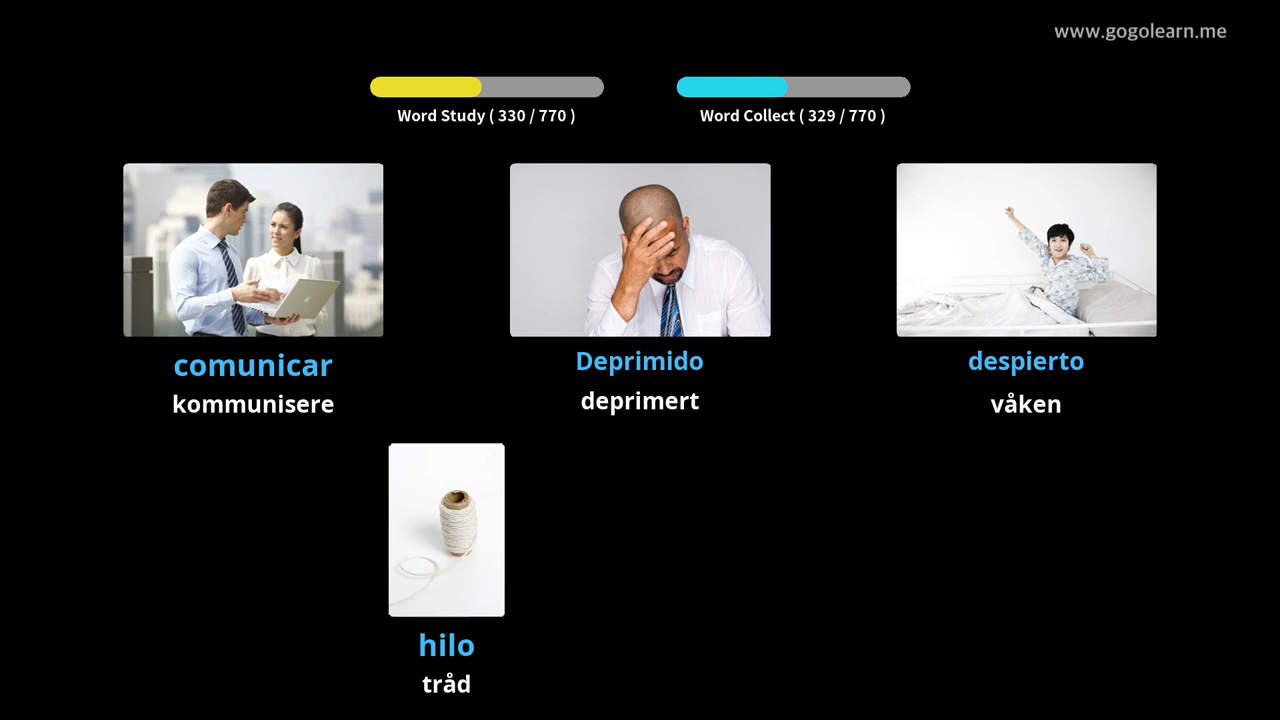 www.gogolearn.me
Word Study ( 330 / 770 )
Word Collect ( 329 / 770 )
comunicar
kommunisere
Deprimido
deprimert
despierto
våken
hilo
tråd